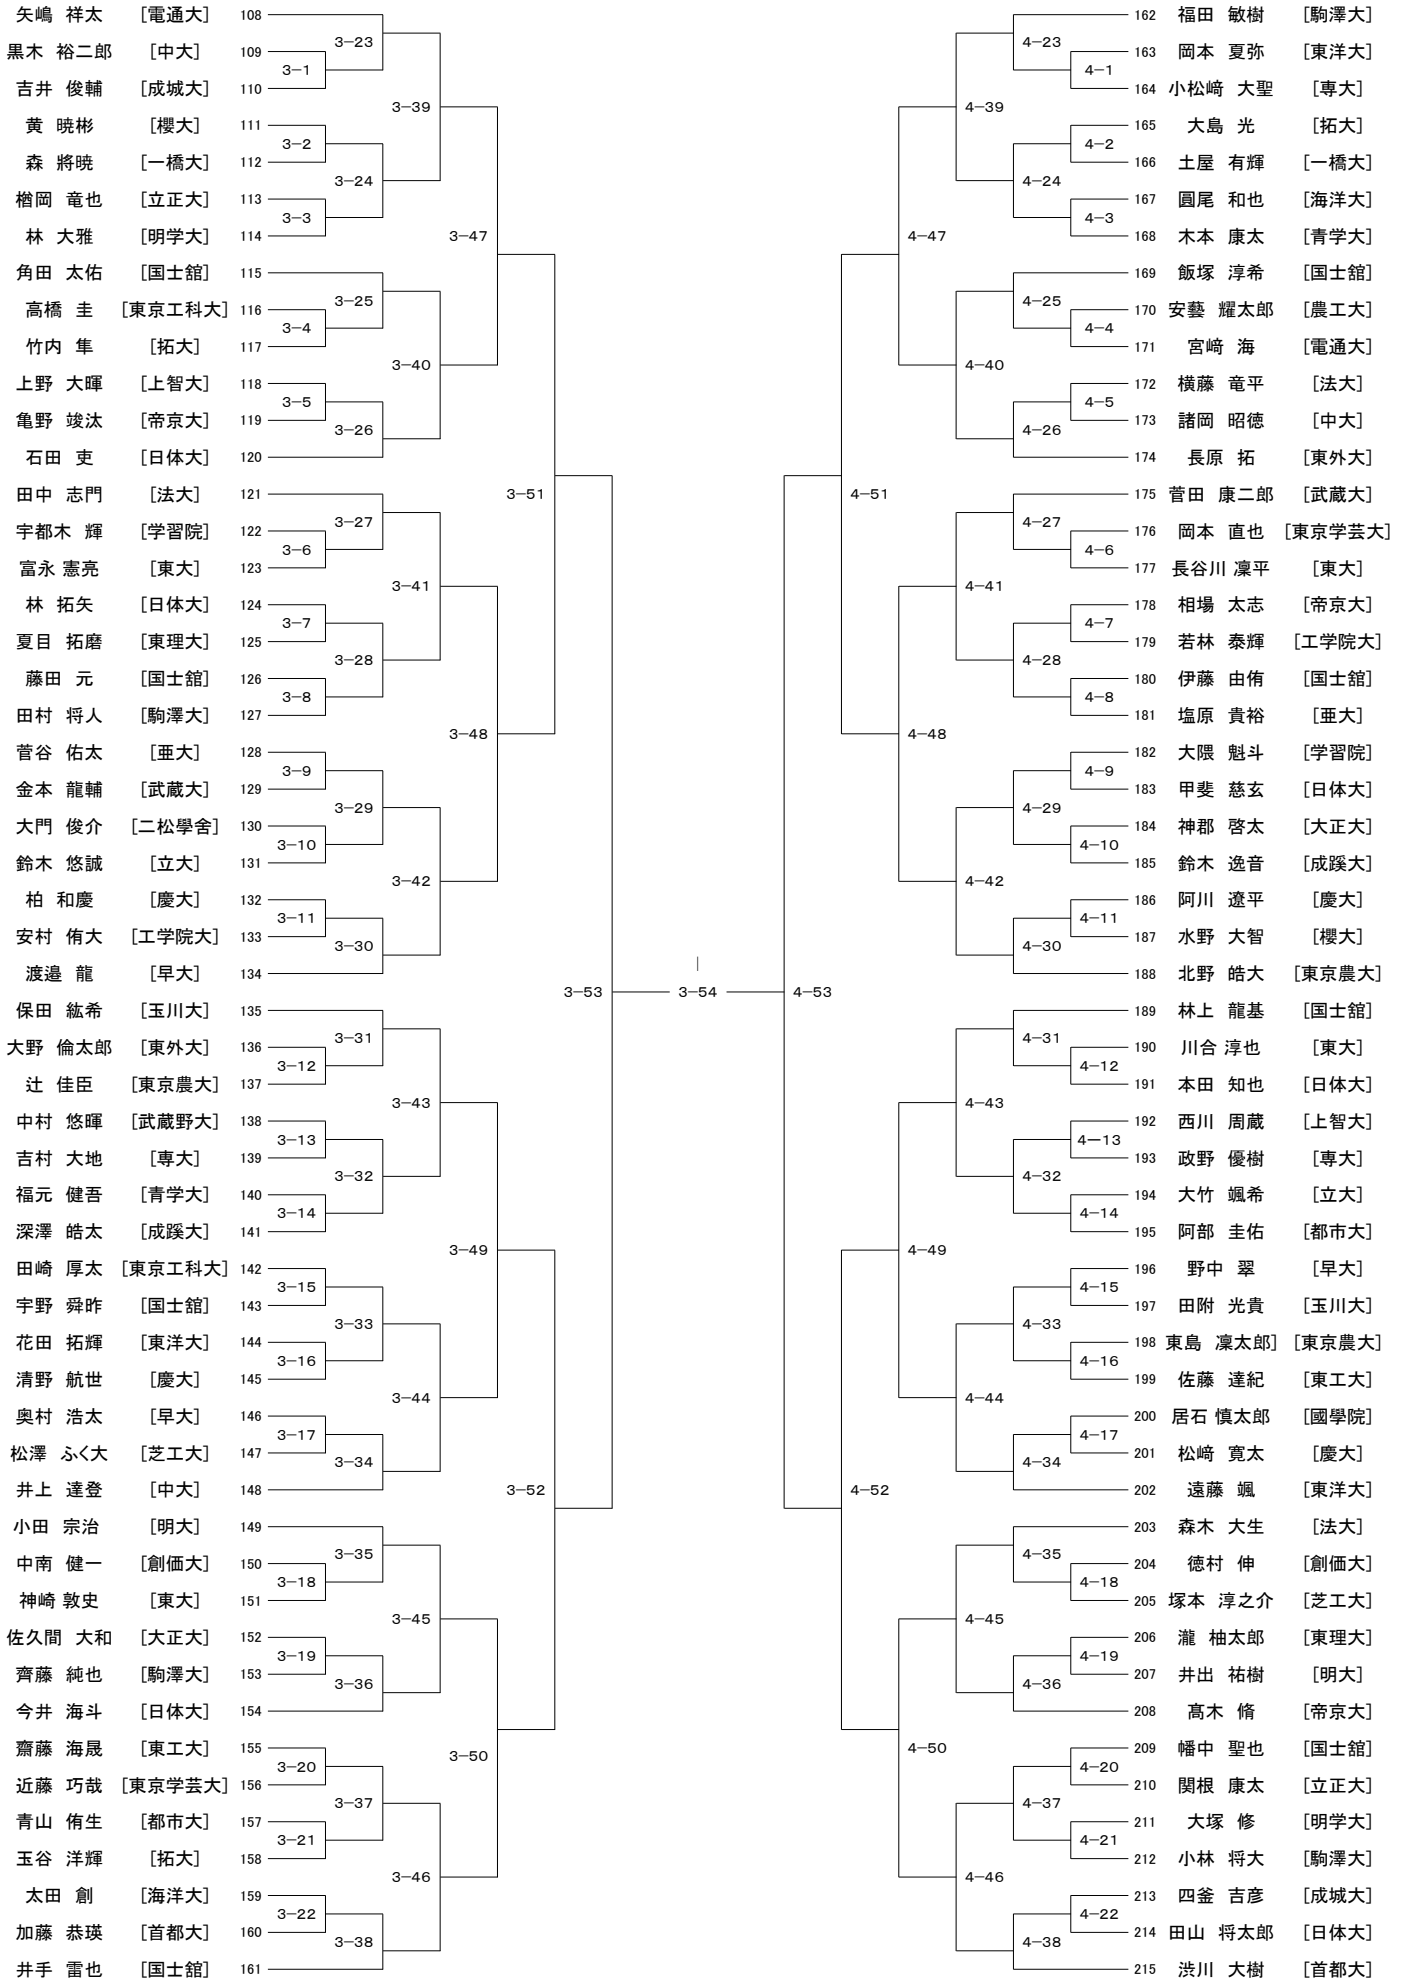 矢嶋 祥太 [電通大] 108
黒木 裕二郎 [中大] 109
吉井 俊輔 [成城大] 110
黄 暁彬 [櫻大] 111
森 將暁 [一橋大] 112
楢岡 竜也 [立正大] 113
林 大雅 [明学大] 114
角田 太佑 [国士舘] 115
高橋 圭 [東京工科大] 116
竹内 隼 [拓大] 117
上野 大暉 [上智大] 118
亀野 竣汰 [帝京大] 119
石田 吏 [日体大] 120
田中 志門 [法大] 121
宇都木 輝 [学習院] 122
富永 憲亮 [東大] 123
林 拓矢 [日体大] 124
夏目 拓磨 [東理大] 125
藤田 元 [国士舘] 126
田村 将人 [駒澤大] 127
菅谷 佑太 [亜大] 128
金本 龍輔 [武蔵大] 129
大門 俊介 [二松學舍] 130
鈴木 悠誠 [立大] 131
柏 和慶 [慶大] 132
安村 侑大 [工学院大] 133
渡邉 龍 [早大] 134
保田 紘希 [玉川大] 135
大野 倫太郎 [東外大] 136
辻 佳臣 [東京農大] 137
中村 悠暉 [武蔵野大] 138
吉村 大地 [専大] 139
福元 健吾 [青学大] 140
深澤 皓太 [成蹊大] 141
田崎 厚太 [東京工科大] 142
宇野 舜昨 [国士舘] 143
花田 拓輝 [東洋大] 144
清野 航世 [慶大] 145
奥村 浩太 [早大] 146
松澤 ふく大 [芝工大] 147
井上 達登 [中大] 148
小田 宗治 [明大] 149
中南 健一 [創価大] 150
神崎 敦史 [東大] 151
佐久間 大和 [大正大] 152
齊藤 純也 [駒澤大] 153
今井 海斗 [日体大] 154
齋藤 海晟 [東工大] 155
近藤 巧哉 [東京学芸大] 156
青山 侑生 [都市大] 157
玉谷 洋輝 [拓大] 158
太田 創 [海洋大] 159
加藤 恭瑛 [首都大] 160
井手 雷也 [国士舘] 161
3-1
3-2
3-3
3-4
3-5
3-6
3-7
3-8
3-9
3-10
3-11
3-12
3-13
3-14
3-15
3-16
3-17
3-18
3-19
3-20
3-21
3-22
3-23
3-24
3-25
3-26
3-27
3-28
3-29
3-30
3-31
3-32
3-33
3-34
3-35
3-36
3-37
3-38
3-39
3-40
3-41
3-42
3-43
3-44
3-45
3-46
3-47
3-48
3-49
3-50
3-51
3-52
3-53
3-54
4-53
4-51
4-52
4-47
4-48
4-49
4-50
4-39
4-40
4-41
4-42
4-43
4-44
4-45
4-46
4-23
4-24
4-25
4-26
4-27
4-28
4-29
4-30
4-31
4-32
4-33
4-34
4-35
4-36
4-37
4-38
4-1
4-2
4-3
4-4
4-5
4-6
4-7
4-8
4-9
4-10
4-11
4-12
4ー13
4-14
4-15
4-16
4-17
4-18
4-19
4-20
4-21
4-22
162 福田 敏樹 [駒澤大]
163 岡本 夏弥 [東洋大]
164 小松﨑 大聖 [専大]
165 大島 光 [拓大]
166 土屋 有輝 [一橋大]
167 圓尾 和也 [海洋大]
168 木本 康太 [青学大]
169 飯塚 淳希 [国士舘]
170 安藝 耀太郎 [農工大]
171 宮﨑 海 [電通大]
172 横藤 竜平 [法大]
173 諸岡 昭徳 [中大]
174 長原 拓 [東外大]
175 菅田 康二郎 [武蔵大]
176 岡本 直也 [東京学芸大]
177 長谷川 凜平 [東大]
178 相場 太志 [帝京大]
179 若林 泰輝 [工学院大]
180 伊藤 由侑 [国士舘]
181 塩原 貴裕 [亜大]
182 大隈 魁斗 [学習院]
183 甲斐 慈玄 [日体大]
184 神郡 啓太 [大正大]
185 鈴木 逸音 [成蹊大]
186 阿川 遼平 [慶大]
187 水野 大智 [櫻大]
188 北野 皓大 [東京農大]
189 林上 龍基 [国士舘]
190 川合 淳也 [東大]
191 本田 知也 [日体大]
192 西川 周蔵 [上智大]
193 政野 優樹 [専大]
194 大竹 颯希 [立大]
195 阿部 圭佑 [都市大]
196 野中 翠 [早大]
197 田附 光貴 [玉川大]
198 東島 凜太郎] [東京農大]
199 佐藤 達紀 [東工大]
200 居石 慎太郎 [國學院]
201 松﨑 寛太 [慶大]
202 遠藤 颯 [東洋大]
203 森木 大生 [法大]
204 徳村 伸 [創価大]
205 塚本 淳之介 [芝工大]
206 瀧 柚太郎 [東理大]
207 井出 祐樹 [明大]
208 髙木 脩 [帝京大]
209 幡中 聖也 [国士舘]
210 関根 康太 [立正大]
211 大塚 修 [明学大]
212 小林 将大 [駒澤大]
213 四釜 吉彦 [成城大]
214 田山 将太郎 [日体大]
215 渋川 大樹 [首都大]